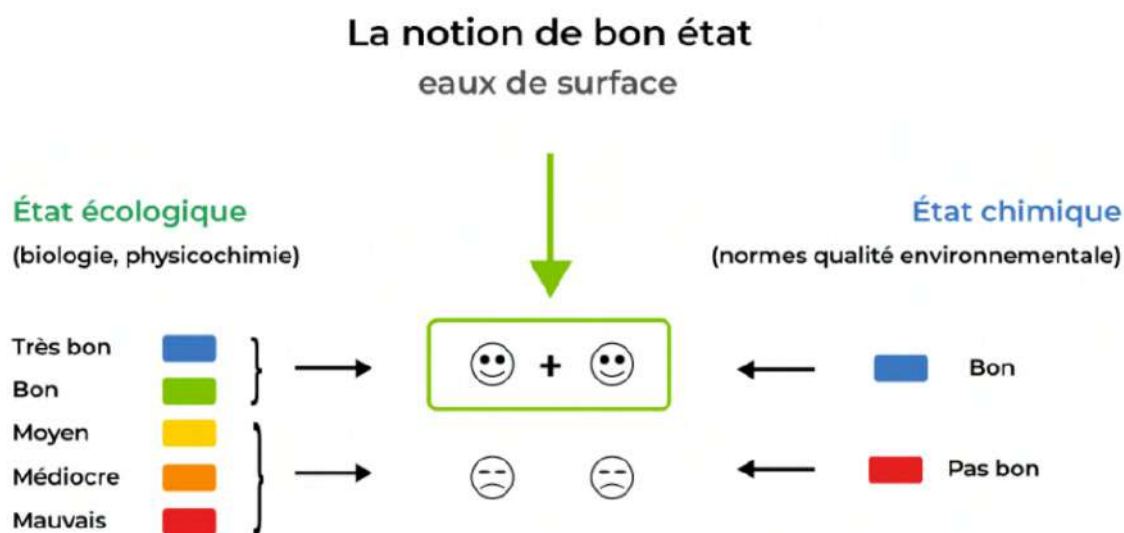 La notion de bon état
eaux de surface
État écologique
(biologie, physicochimie)
État chimique
(normes qualité environnementale)
Très bon
Bon
Moyen
Médiocre
Mauvais
+
Bon
Pas bon